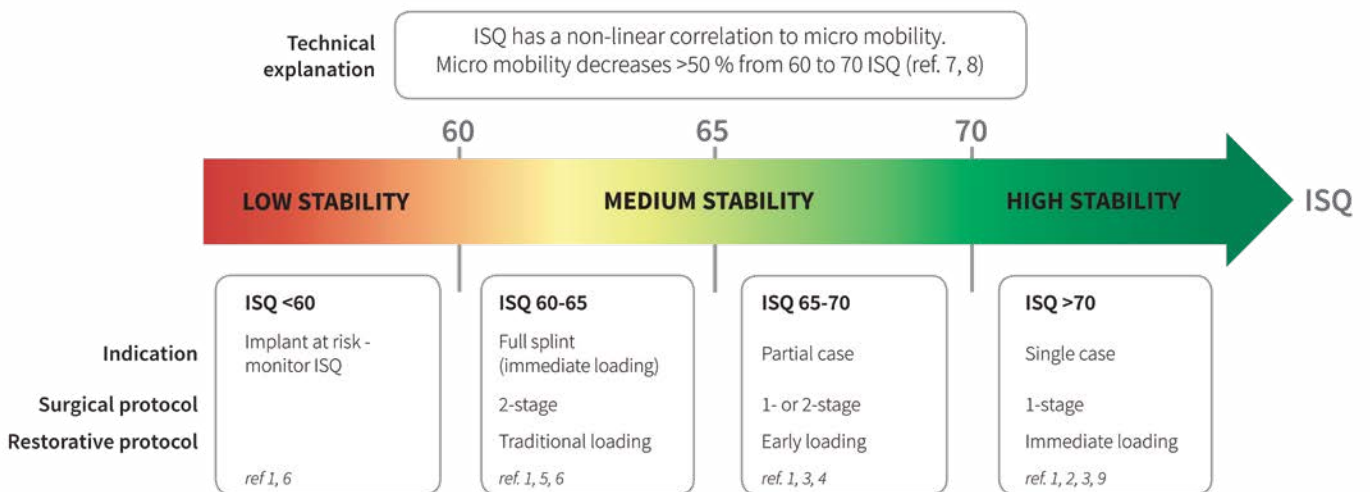 Technical
explanation
ISQ has a non-linear correlation to micro mobility.
Micro mobility decreases >50 % from 60 to 70 ISQ (ref. 7, 8)
60
65
70
LOW STABILITY
MEDIUM STABILITY
HIGH STABILITY
ISQ
Indication
Surgical protocol
Restorative protocol
ISQ <60
Implant at risk -
monitor ISQ
ref 1, 6
ISQ 60-65
Full splint
(immediate loading)
2-stage
Traditional loading
ref. 1, 5, 6
ISQ 65-70
Partial case
1- or 2-stage
Early loading
ref. 1, 3, 4
ISQ >70
Single case
1-stage
Immediate loading
ref. 1, 2, 3, 9